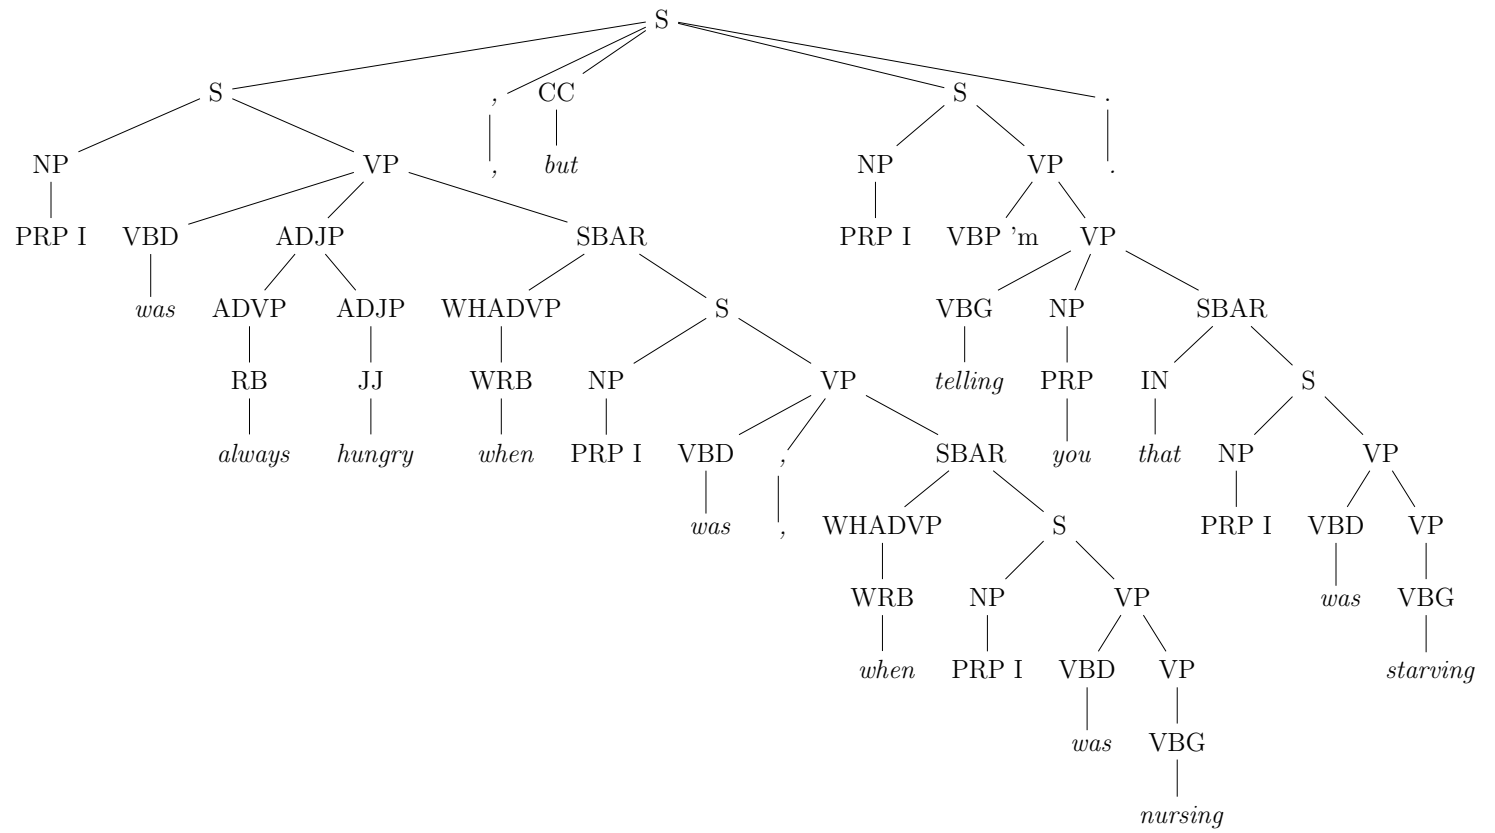 S
S , CC S .
NP VP , but NP VP .
PRP I VBD ADJP SBAR PRP I VBP 'm VP
was ADVP ADJP WHADVP S VBG NP SBAR
RB JJ WRB NP VP telling PRP IN S
always hungry when PRP I VBD , SBAR you that NP VP
was , WHADVP S PRP I VBD VP
WRB NP VP was VBG
when PRP I VBD VP starving
was VBG
nursing